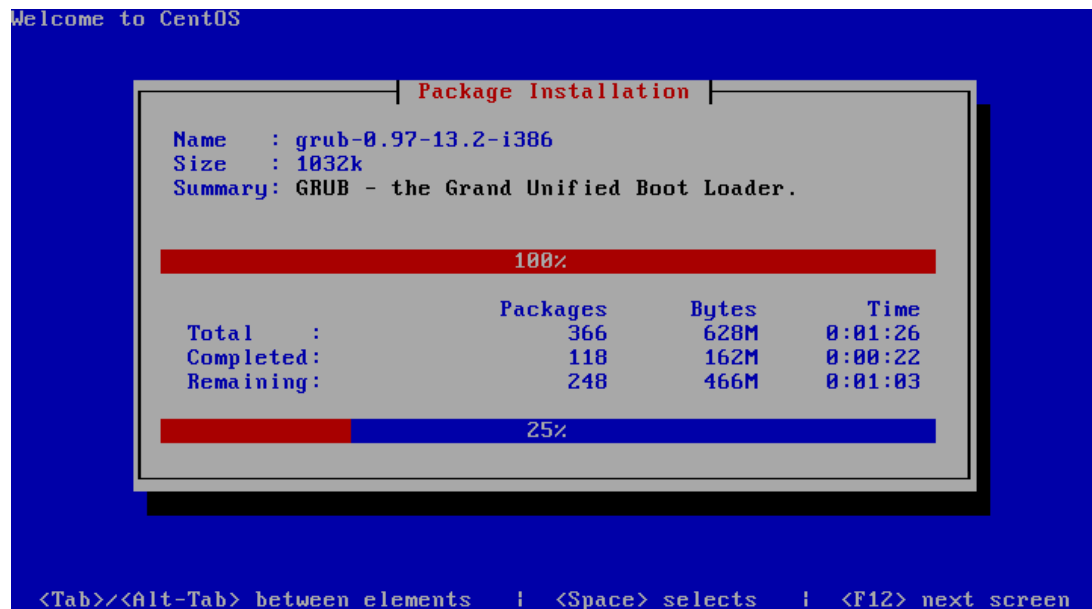 Welcome to CentOS
Package Installation
Name : grub-0.97-13.2-i386
Size : 1032k
Summary: GRUB - the Grand Unified Boot Loader.
100%
Packages Bytes Time
Total : 366 628M 0:01:26
Completed: 118 162M 0:00:22
Remaining: 248 466M 0:01:03
25%
<Tab>/<Alt-Tab> between elements | <Space> selects | <F12> next screen